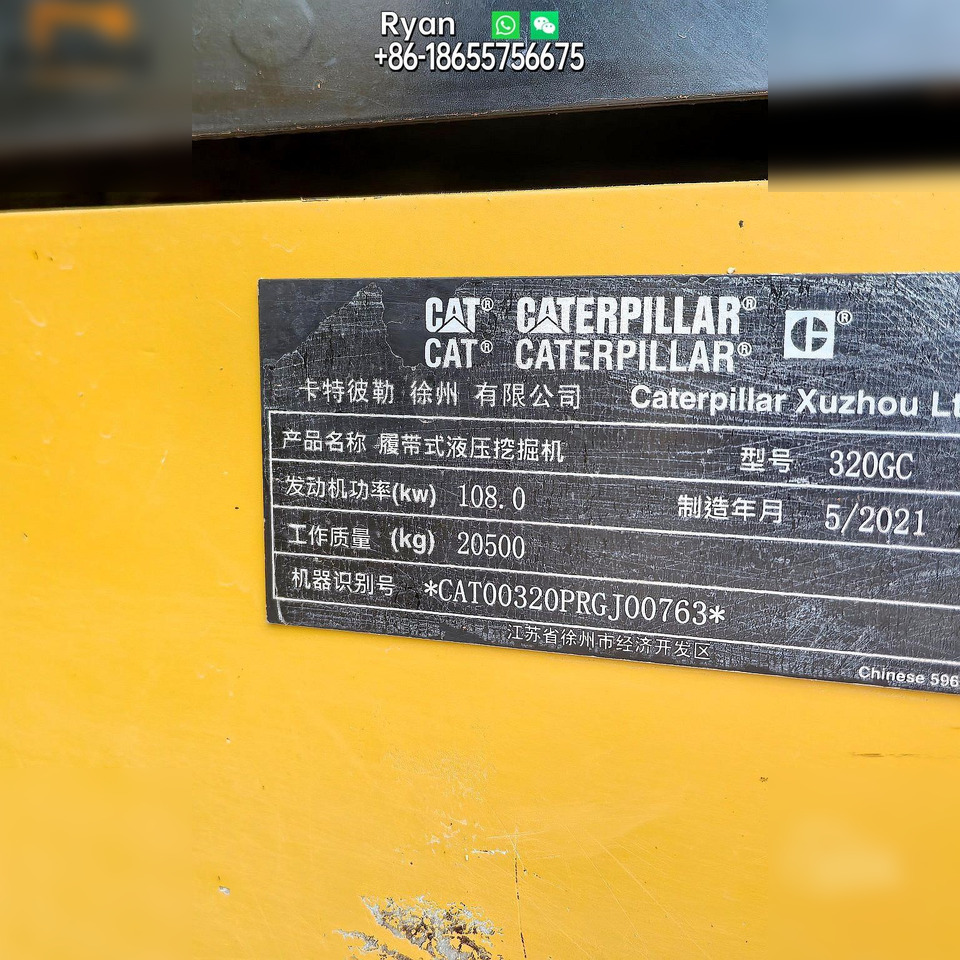 Ryan
+86-18655756675
CAT® CATERPILLAR® ®
CAT® CATERPILLAR®
卡特彼勒 徐州 有限公司 Caterpillar Xuzhou Lt
产品名称 履带式液压挖掘机 型号 320GC
发动机功率(kw) 108.0 制造年月 5/2021
工作质量 (kg) 20500
机器识别号 *CAT00320PRGJ00763*
江苏省徐州市经济开发区
Chinese 596